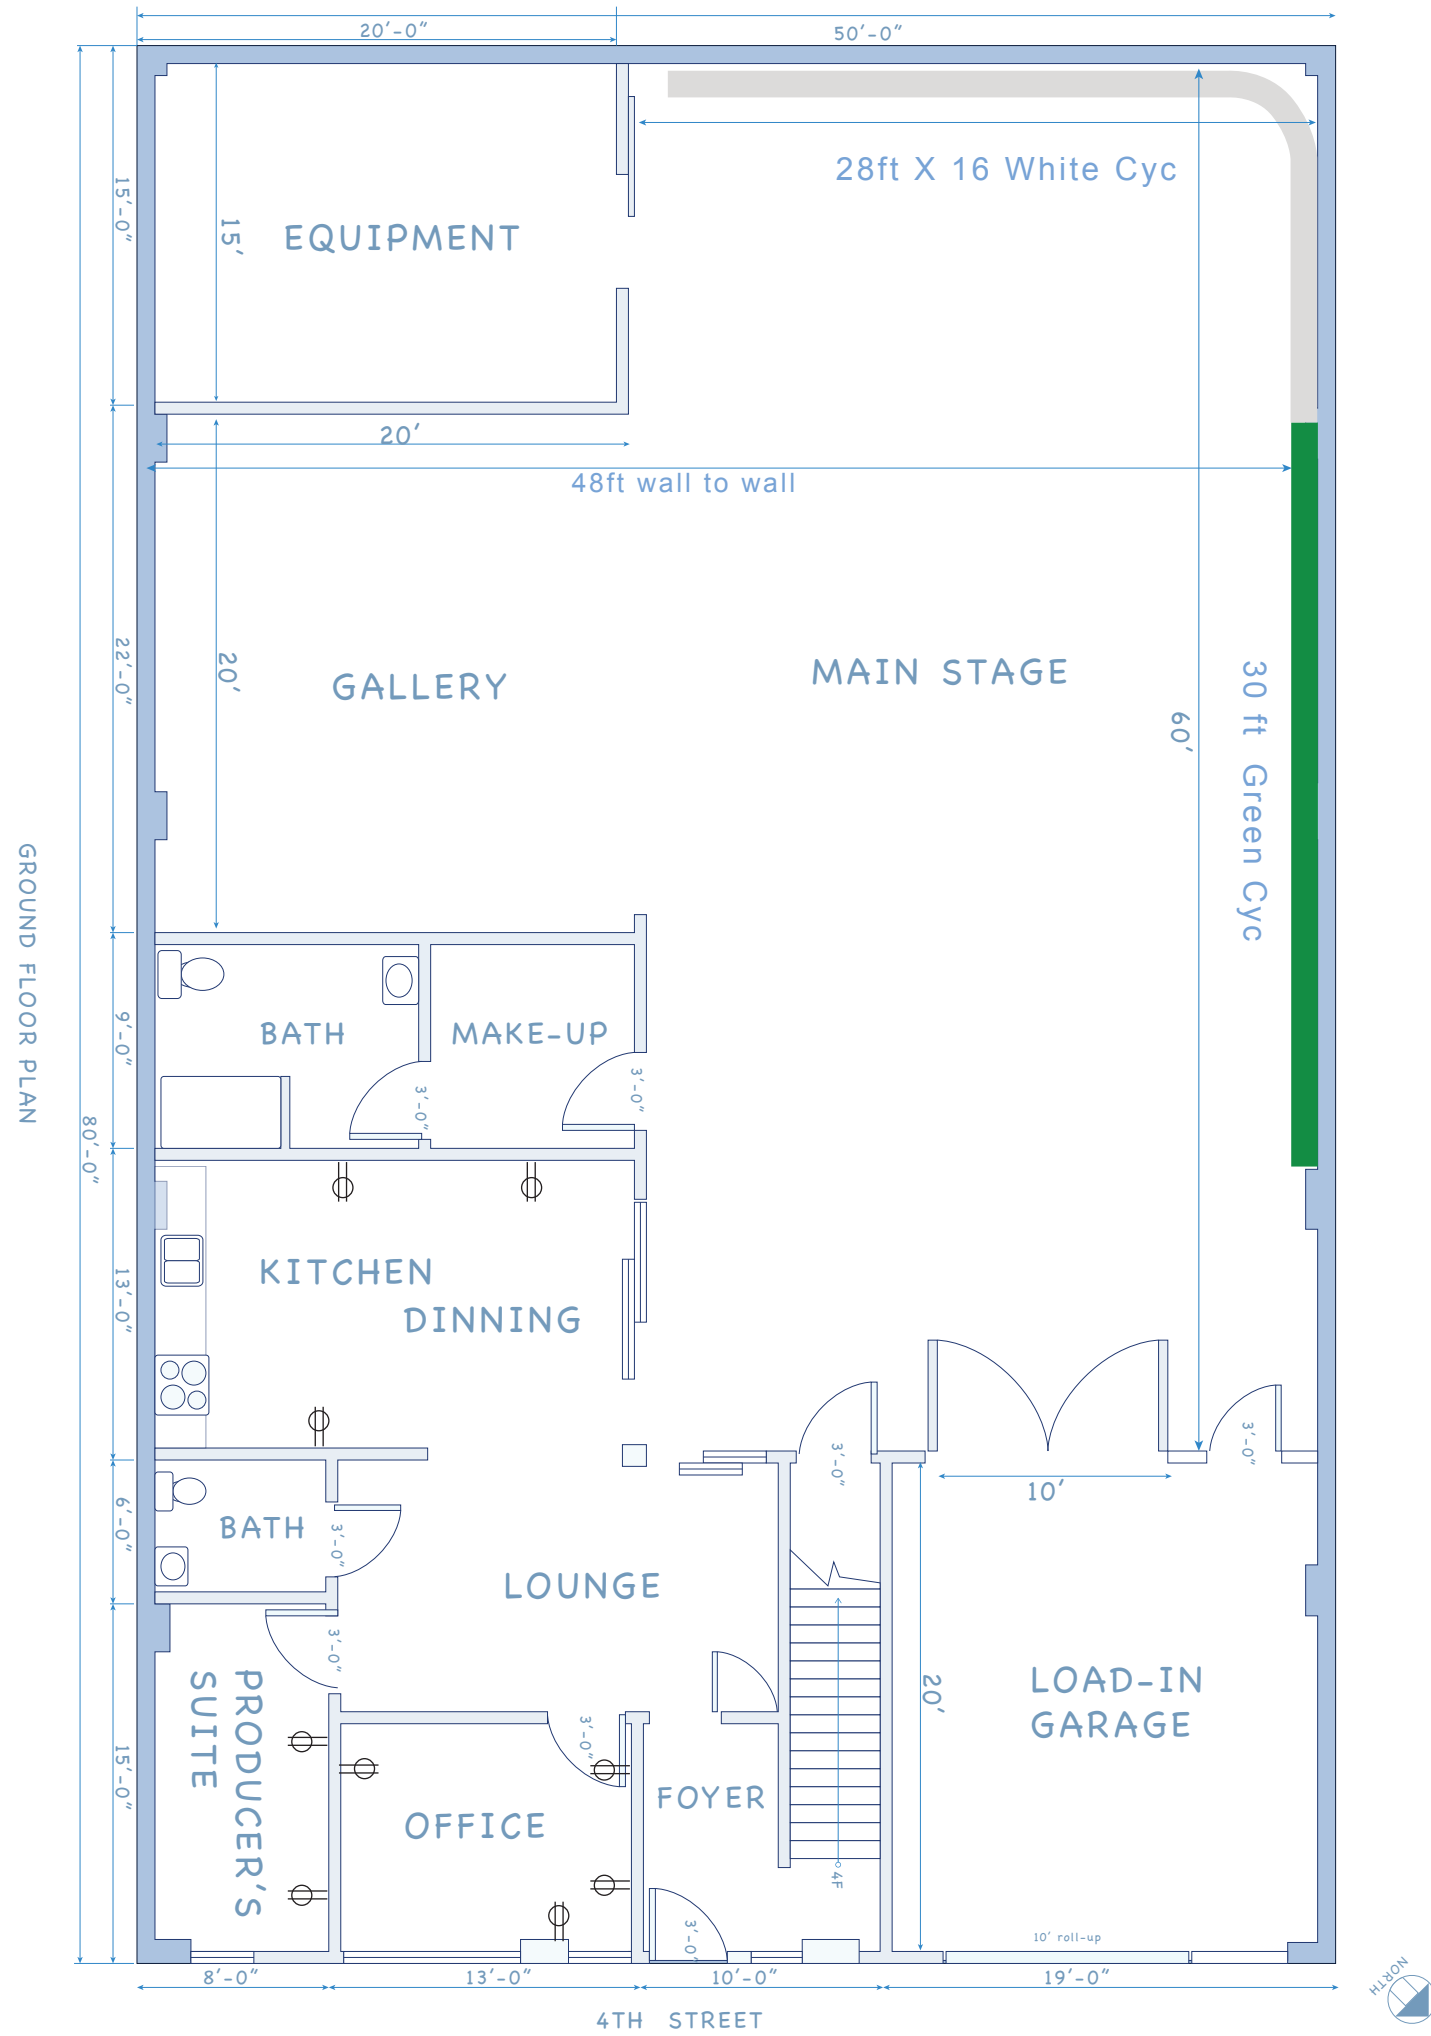 20'-0"
50'-0"
28ft X 16 White Cyc
15'-0"
15'
EQUIPMENT
20'
48ft wall to wall
22'-0"
20'
GALLERY
MAIN STAGE
60'
30 ft Green Cyc
GROUND FLOOR PLAN
80'-0"
9'-0"
BATH
MAKE-UP
3'-0"
3'-0"
13'-0"
KITCHEN
DINNING
3'-0"
3'-0"
10'
6'-0"
BATH
3'-0"
LOUNGE
3'-0"
15'-0"
PRODUCER'S
SUITE
3'-0"
20'
LOAD-IN
GARAGE
OFFICE
FOYER
4F
3'-0"
10' roll-up
8'-0"
13'-0"
10'-0"
19'-0"
4TH STREET
NORTH